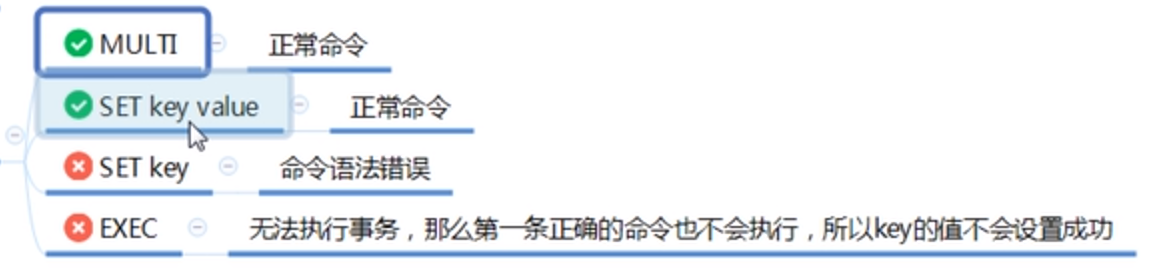 MULTI 正常命令
SET key value 正常命令
SET key 命令语法错误
EXEC 无法执行事务，那么第一条正确的命令也不会执行，所以key的值不会设置成功